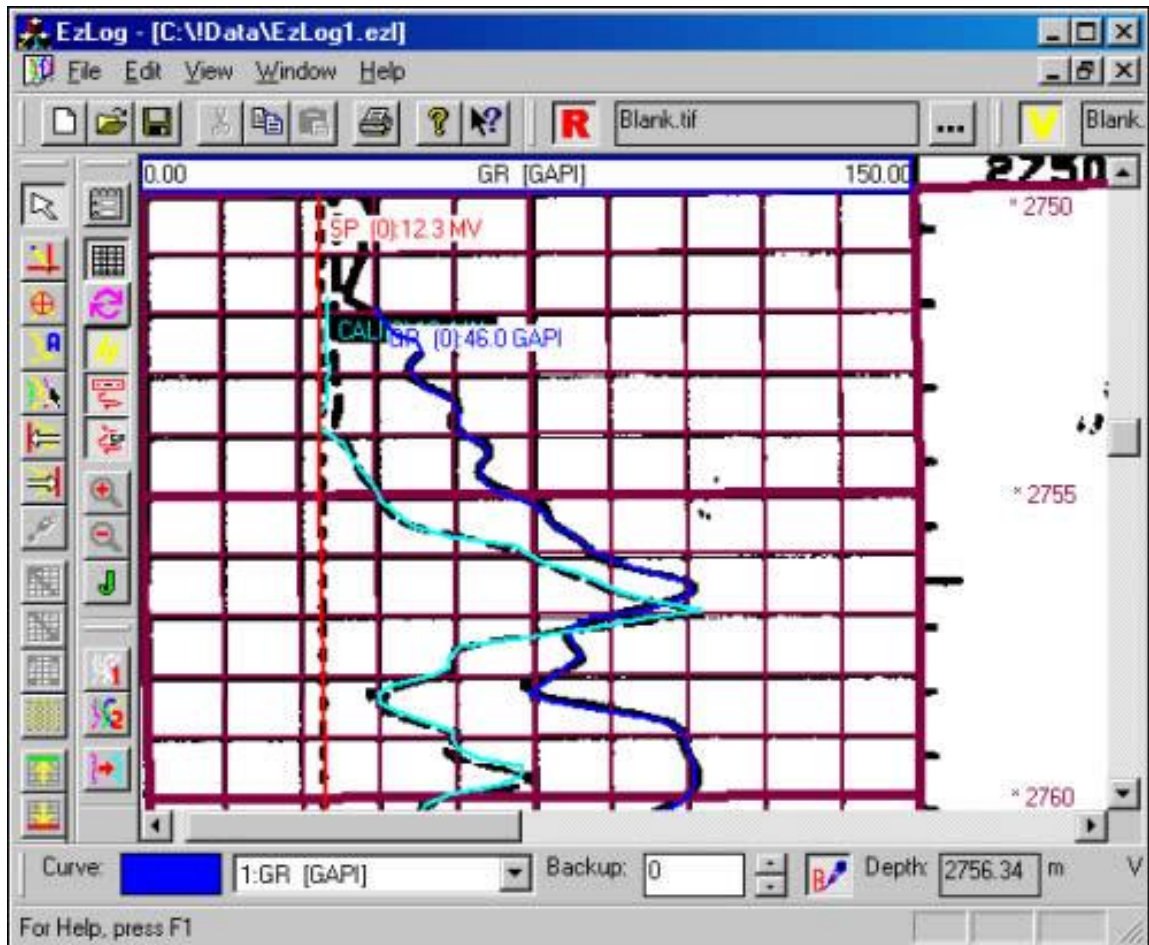 EzLog - [C:\!Data\EzLog1.ezl]
File Edit View Window Help
R Blank.tif ... V Blank.
0.00 GR [GAPI] 150.00 2750
* 2750
SP (0):12.3 MV
CALI
GR (0):46.0 GAPI
* 2755
* 2760
Curve: 1:GR [GAPI] Backup: 0 B Depth: 2756.34 m V
For Help, press F1